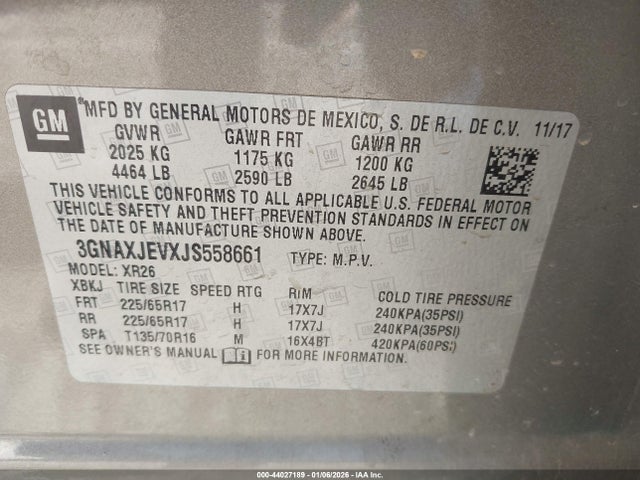 GM
MFD BY GENERAL MOTORS DE MEXICO, S. DE R.L. DE C.V. 11/17
GVWR GAWR FRT GAWR RR
2025 KG 1175 KG 1200 KG
4464 LB 2590 LB 2645 LB
THIS VEHICLE CONFORMS TO ALL APPLICABLE U.S. FEDERAL MOTOR
VEHICLE SAFETY AND THEFT PREVENTION STANDARDS IN EFFECT ON
THE DATE OF MANUFACTURE SHOWN ABOVE.
3GNAXJEVXJS558661 TYPE: M.P.V.
MODEL: XR26
XBKJ TIRE SIZE SPEED RTG RIM COLD TIRE PRESSURE
FRT 225/65R17 H 17X7J 240KPA(35PSI)
RR 225/65R17 H 17X7J 240KPA(35PSI)
SPA T135/70R16 M 16X4BT 420KPA(60PSI)
SEE OWNER'S MANUAL FOR MORE INFORMATION
000-44027189 - 01/06/2026 - IAA Inc.